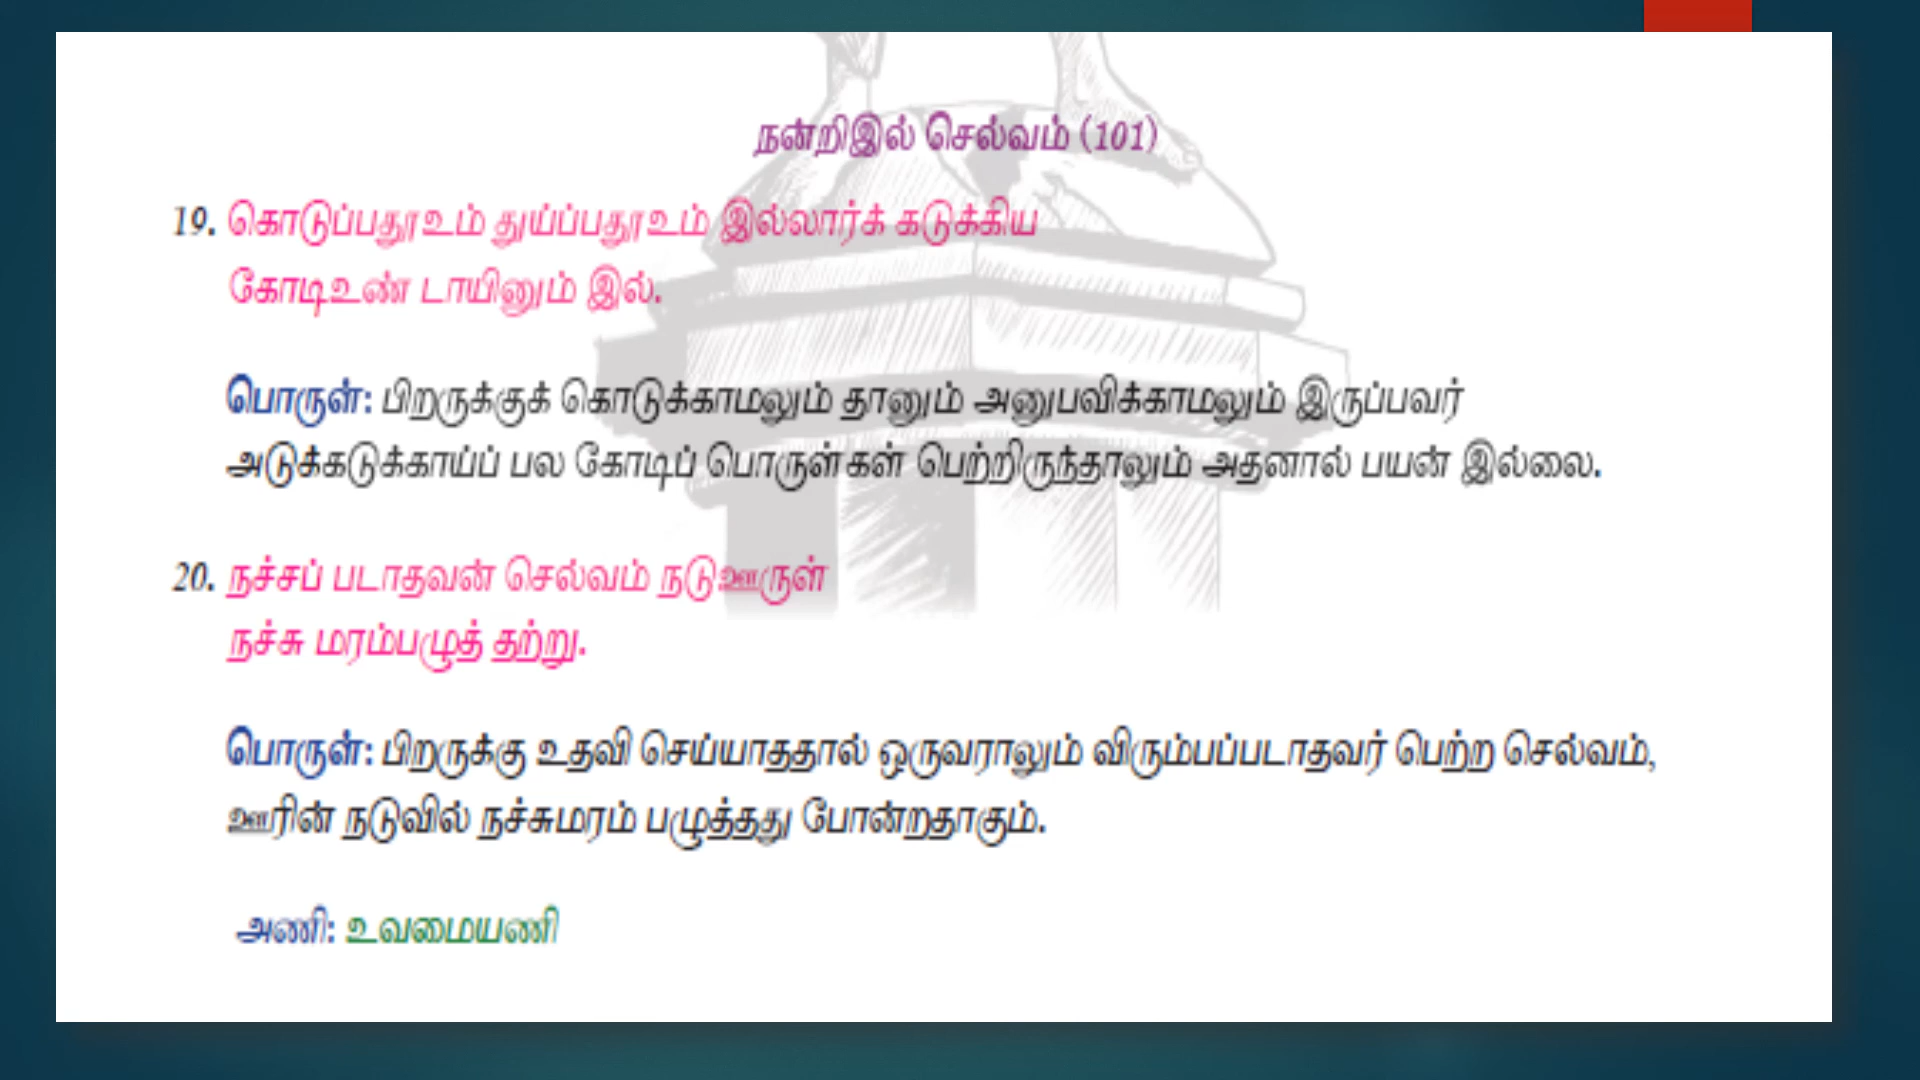 நன்றிஇல் செல்வம் (101)
19. கொடுப்பதூஉம் துய்ப்பதூஉம் இல்லார்க் கடுக்கிய
கோடிஉண் டாயினும் இல்.
பொருள்: பிறருக்குக் கொடுக்காமலும் தானும் அனுபவிக்காமலும் இருப்பவர்
அடுக்கடுக்காய்ப் பல கோடிப் பொருள்கள் பெற்றிருந்தாலும் அதனால் பயன் இல்லை.
20. நச்சப் படாதவன் செல்வம் நடுஊருள்
நச்சு மரம்பழுத் தற்று.
பொருள்: பிறருக்கு உதவி செய்யாததால் ஒருவராலும் விரும்பப்படாதவர் பெற்ற செல்வம்,
ஊரின் நடுவில் நச்சுமரம் பழுத்தது போன்றதாகும்.
அணி: உவமையணி